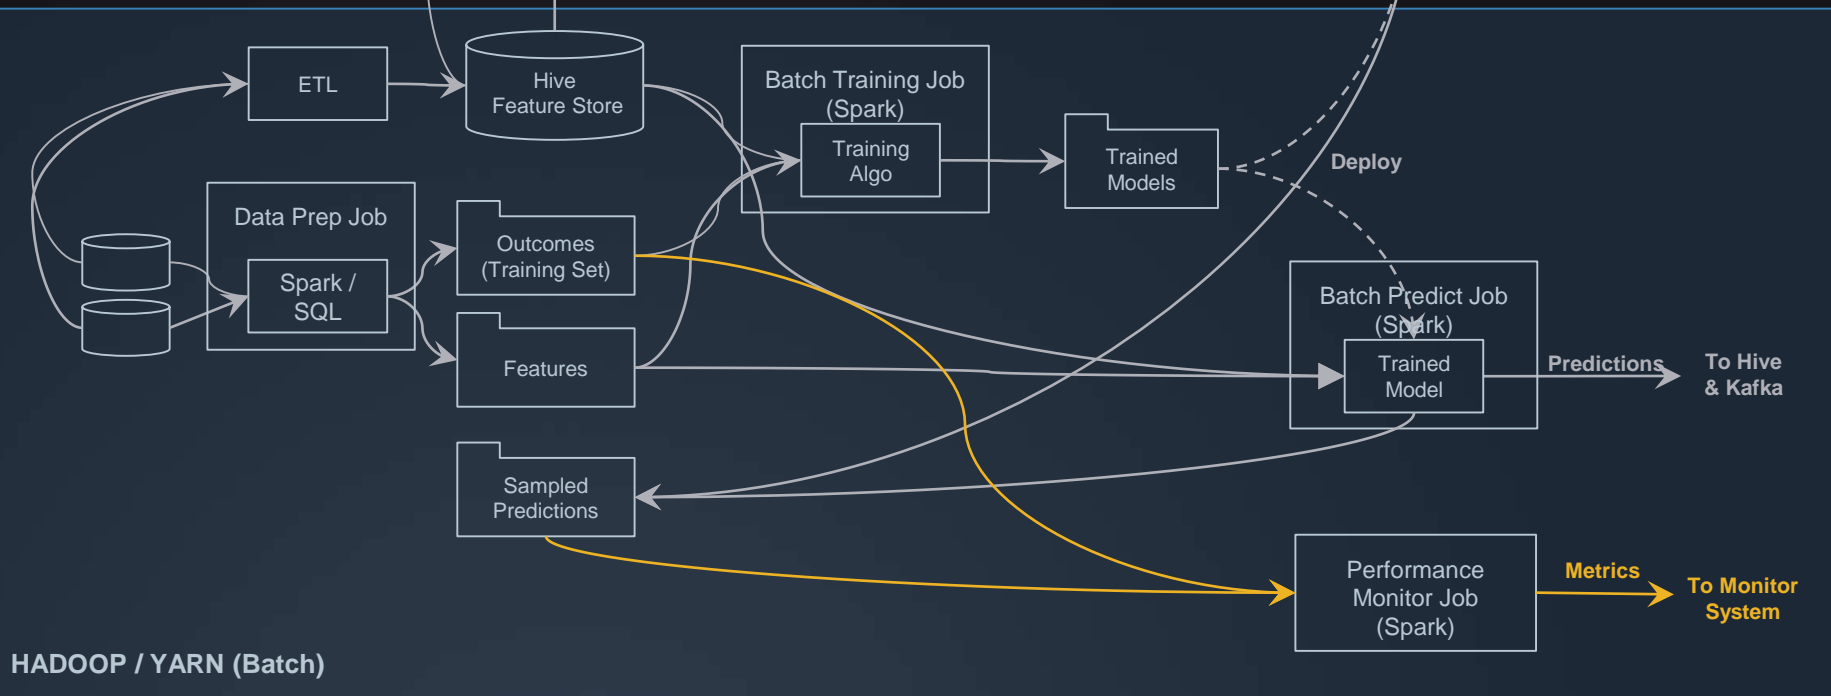 ETL
Hive
Feature Store
Batch Training Job
(Spark)
Training
Algo
Trained
Models
Deploy
Data Prep Job
Spark /
SQL
Outcomes
(Training Set)
Features
Batch Predict Job
(Spark)
Trained
Model
Predictions
To Hive
& Kafka
Sampled
Predictions
Performance
Monitor Job
(Spark)
Metrics
To Monitor
System
HADOOP / YARN (Batch)